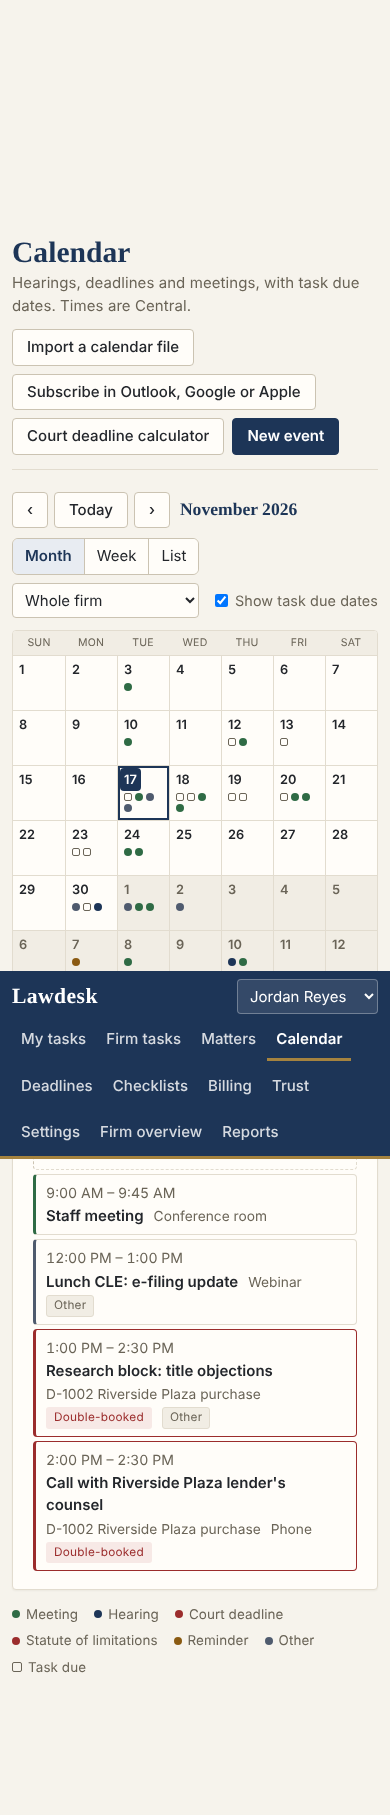 Calendar
Hearings, deadlines and meetings, with task due
dates. Times are Central.
Import a calendar file
Subscribe in Outlook, Google or Apple
Court deadline calculator New event
‹ Today › November 2026
Month Week List
Whole firm Show task due dates
SUN MON TUE WED THU FRI SAT
1 2 3 4 5 6 7
8 9 10 11 12 13 14
15 16 17 18 19 20 21
22 23 24 25 26 27 28
29 30 1 2 3 4 5
6 7 8 9 10 11 12
Lawdesk Jordan Reyes
My tasks Firm tasks Matters Calendar
Deadlines Checklists Billing Trust
Settings Firm overview Reports
9:00 AM – 9:45 AM
Staff meeting Conference room
12:00 PM – 1:00 PM
Lunch CLE: e-filing update Webinar
Other
1:00 PM – 2:30 PM
Research block: title objections
D-1002 Riverside Plaza purchase
Double-booked Other
2:00 PM – 2:30 PM
Call with Riverside Plaza lender's
counsel
D-1002 Riverside Plaza purchase Phone
Double-booked
Meeting Hearing Court deadline
Statute of limitations Reminder Other
Task due